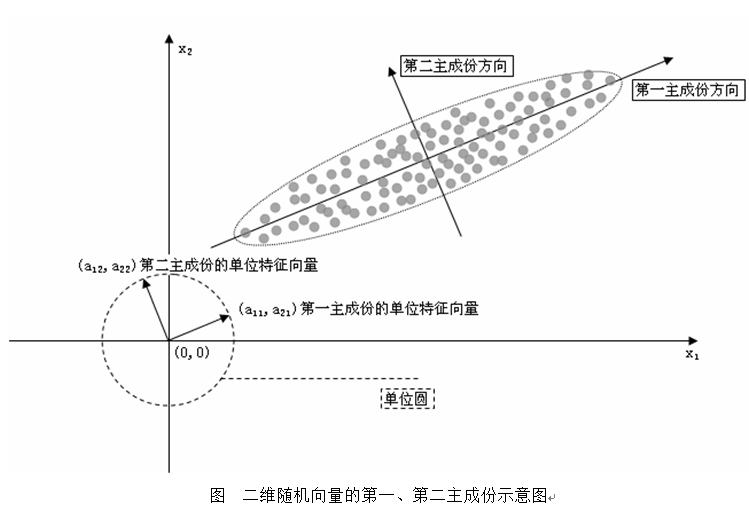 x2
第二主成份方向
第一主成份方向
(a12,a22)第二主成份的单位特征向量
(a11,a21)第一主成份的单位特征向量
(0,0)
x1
单位圆
图 二维随机向量的第一、第二主成份示意图